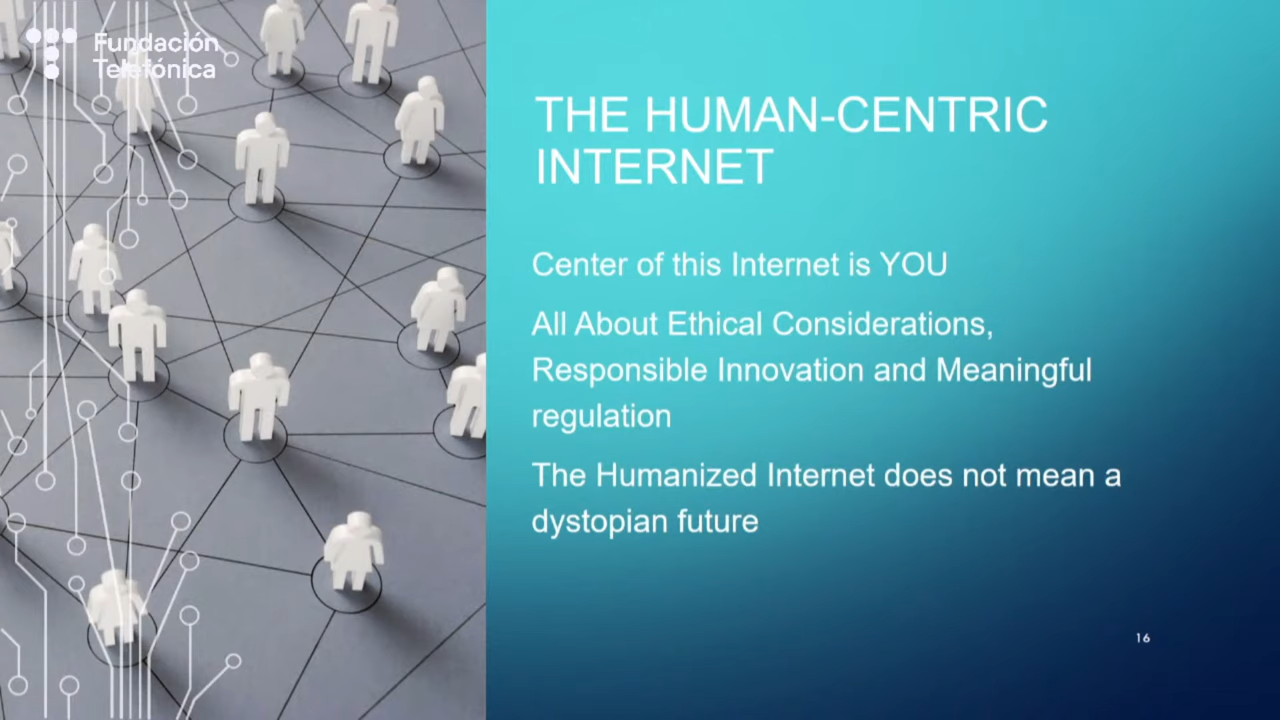 Fundación
Telefónica
THE HUMAN-CENTRIC
INTERNET
Center of this Internet is YOU
All About Ethical Considerations,
Responsible Innovation and Meaningful
regulation
The Humanized Internet does not mean a
dystopian future
16